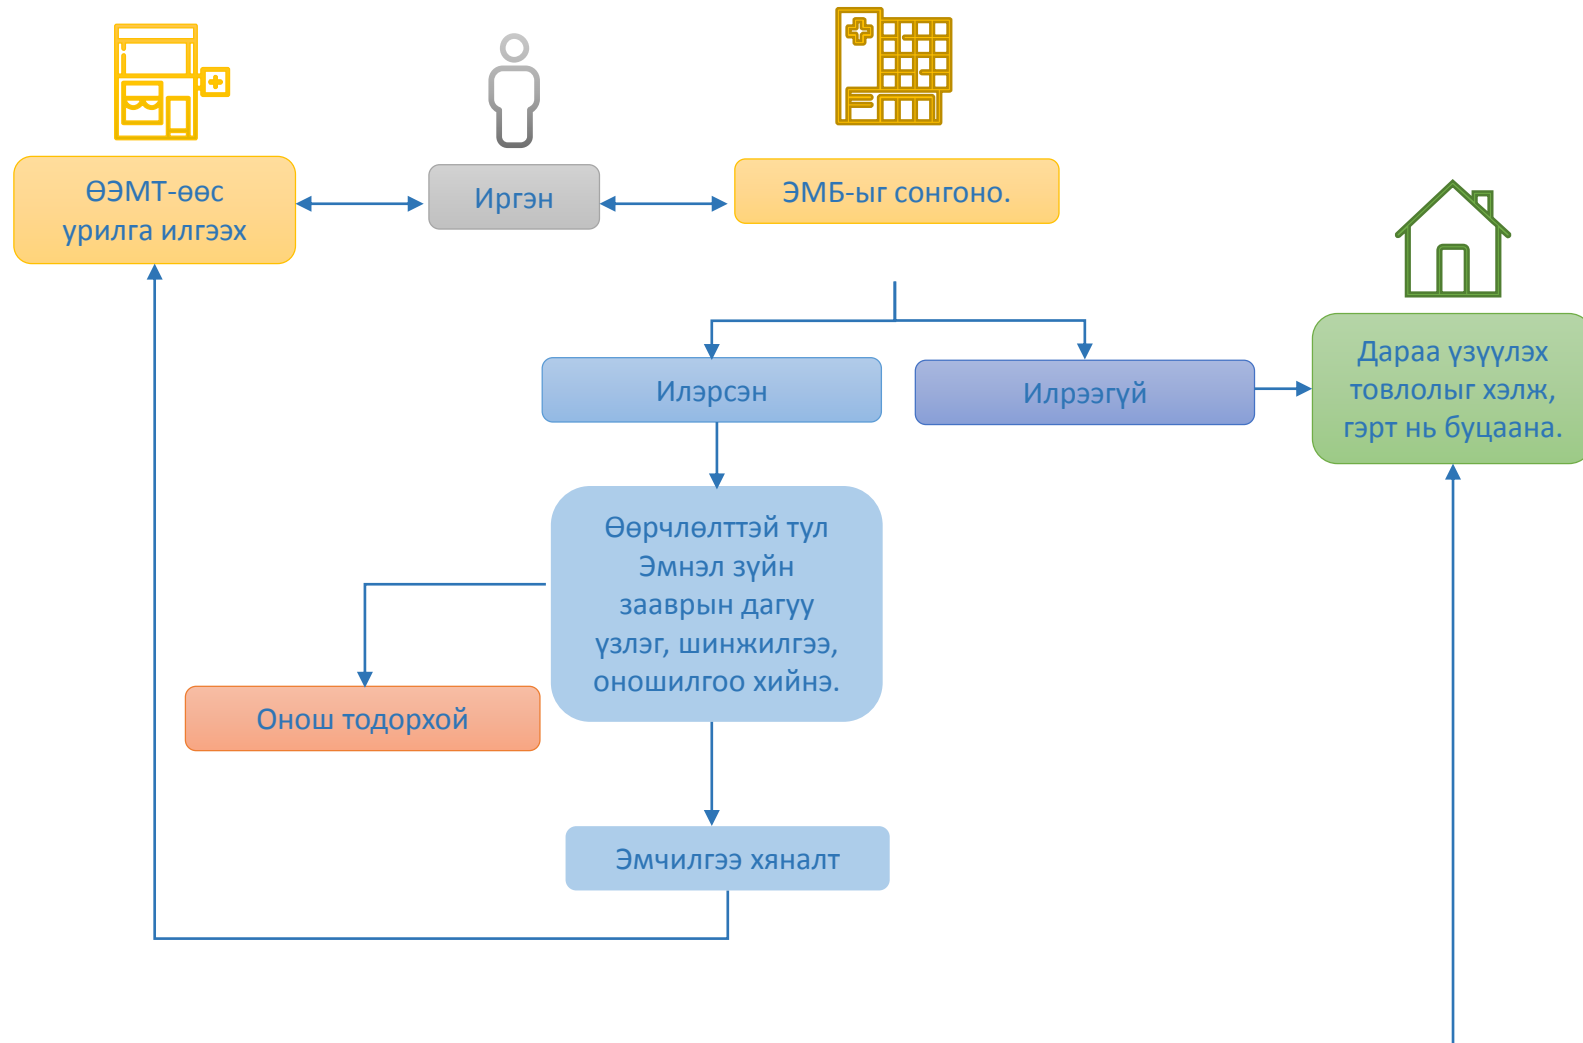 ӨЭМТ-өөс
урилга илгээх
Иргэн
ЭМБ-ыг сонгоно.
Илэрсэн
Илрээгүй
Дараа үзүүлэх
товлолыг хэлж,
гэрт нь буцаана.
Өөрчлөлттэй тул
Эмнэл зүйн
зааврын дагуу
үзлэг, шинжилгээ,
оношилгоо хийнэ.
Онош тодорхой
Эмчилгээ хяналт